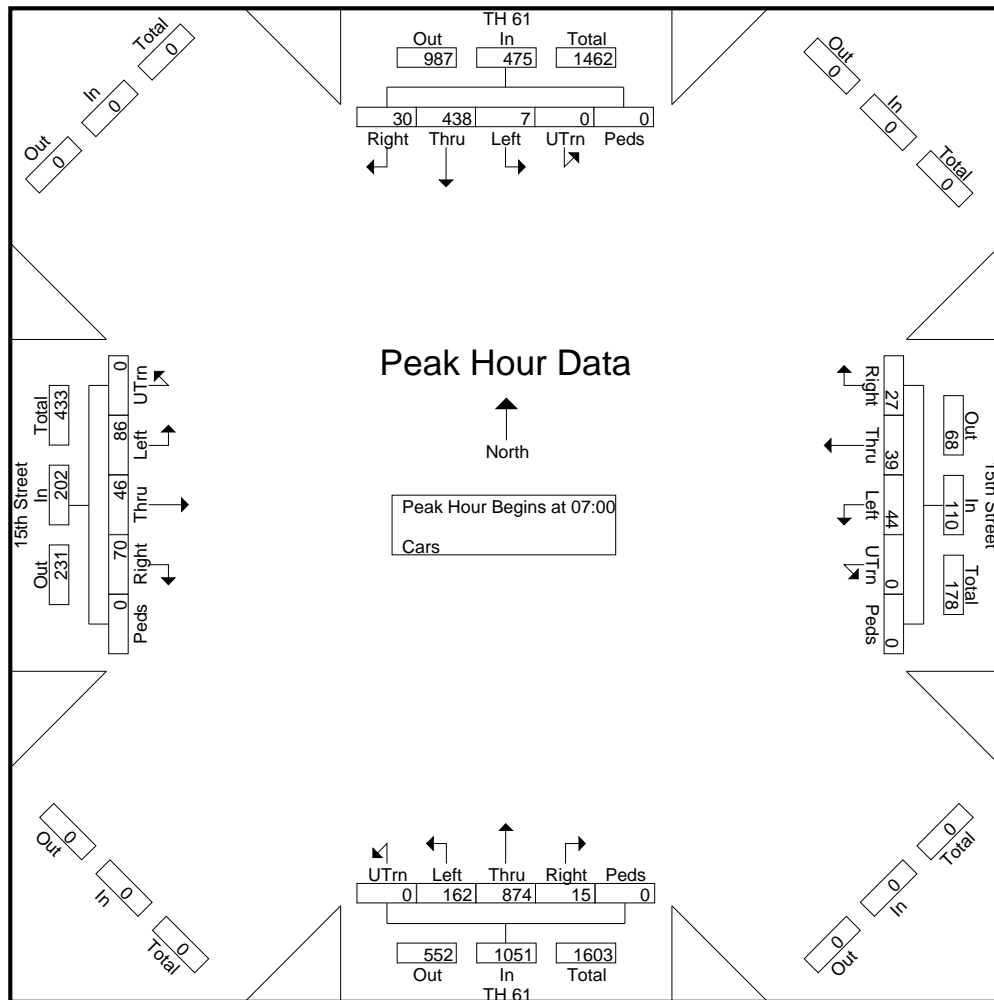 TH 61
Out In Total
987 475 1462
30 438 7 0 0
Right Thru Left UTrn Peds
Total
0
In
0
Out
0
Out
0
In
0
Total
0
Peak Hour Data
North
Peak Hour Begins at 07:00
Cars
15th Street
Total In Out
433 202 231
0 86 46 70 0
UTrn Left Thru Right Peds
Right Thru Left UTrn Peds
27 39 44 0 0
Out In Total
68 110 178
15th Street
Out
0
In
0
Total
0
Total
0
In
0
Out
0
UTrn Left Thru Right Peds
0 162 874 15 0
552 1051 1603
Out In Total
TH 61